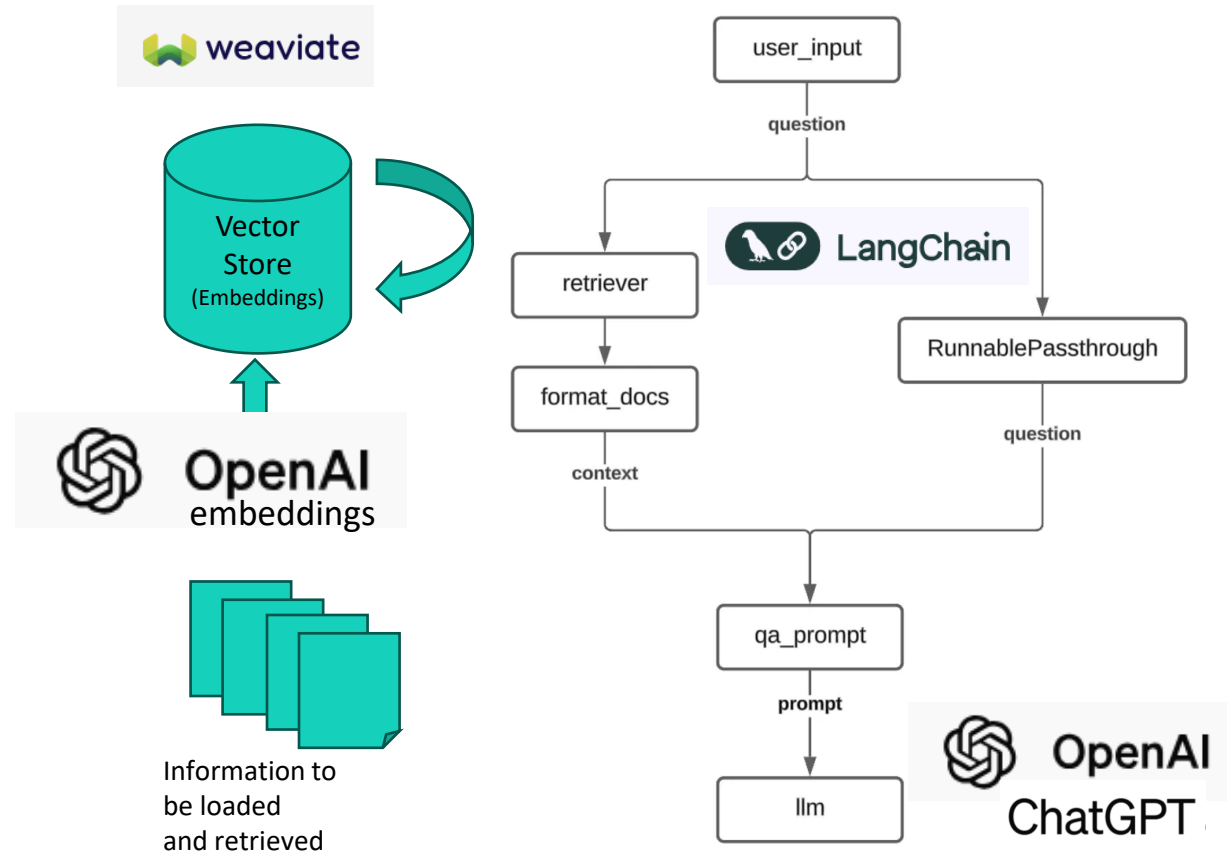 weaviate
Vector
Store
(Embeddings)
OpenAI
embeddings
Information to
be loaded
and retrieved
user_input
question
LangChain
retriever
RunnablePassthrough
format_docs
question
context
qa_prompt
prompt
OpenAI
llm
ChatGPT